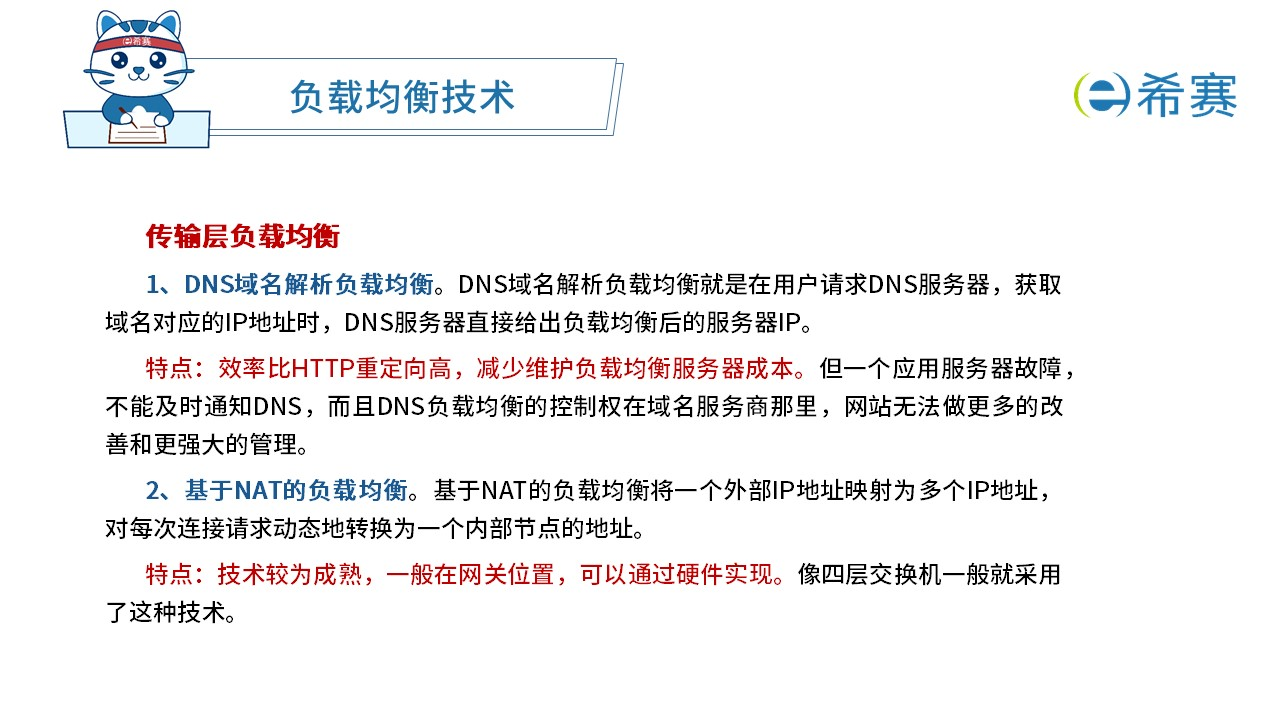 希赛
负载均衡技术
希赛
传输层负载均衡
1、DNS域名解析负载均衡。DNS域名解析负载均衡就是在用户请求DNS服务器，获取
域名对应的IP地址时，DNS服务器直接给出负载均衡后的服务器IP。
特点：效率比HTTP重定向高，减少维护负载均衡服务器成本。但一个应用服务器故障，
不能及时通知DNS，而且DNS负载均衡的控制权在域名服务商那里，网站无法做更多的改
善和更强大的管理。
2、基于NAT的负载均衡。基于NAT的负载均衡将一个外部IP地址映射为多个IP地址，
对每次连接请求动态地转换为一个内部节点的地址。
特点：技术较为成熟，一般在网关位置，可以通过硬件实现。像四层交换机一般就采用
了这种技术。